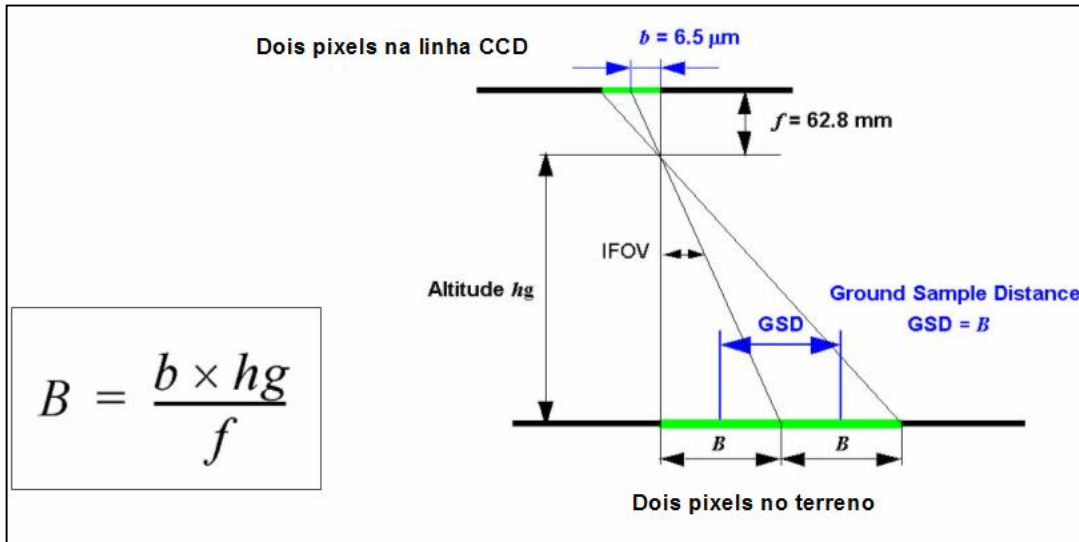 Dois pixels na linha CCD
b = 6.5 µm
f = 62.8 mm
IFOV
Altitude hg
Ground Sample Distance
GSD = B
GSD
B = b × hg / f
B
B
Dois pixels no terreno